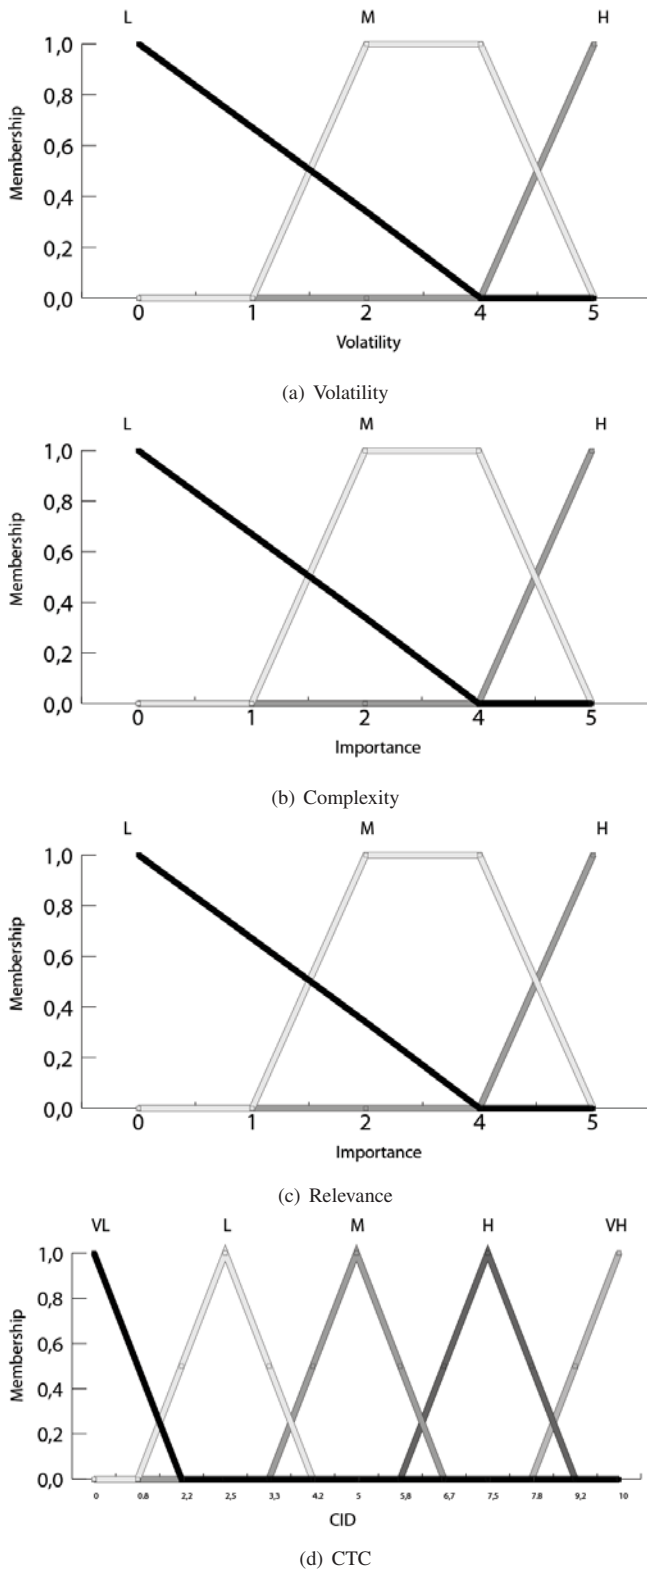 L M H
1,0
0,8
0,6
0,4
0,2
0,0
Membership
0 1 2 4 5
Volatility
(a) Volatility
L M H
1,0
0,8
0,6
0,4
0,2
0,0
Membership
0 1 2 4 5
Importance
(b) Complexity
L M H
1,0
0,8
0,6
0,4
0,2
0,0
Membership
0 1 2 4 5
Importance
(c) Relevance
VL L M H VH
1,0
0,8
0,6
0,4
0,2
0,0
Membership
0 0.8 2,2 2,5 3,3 4.2 5 5,8 6,7 7,5 7.8 9,2 10
CID
(d) CTC